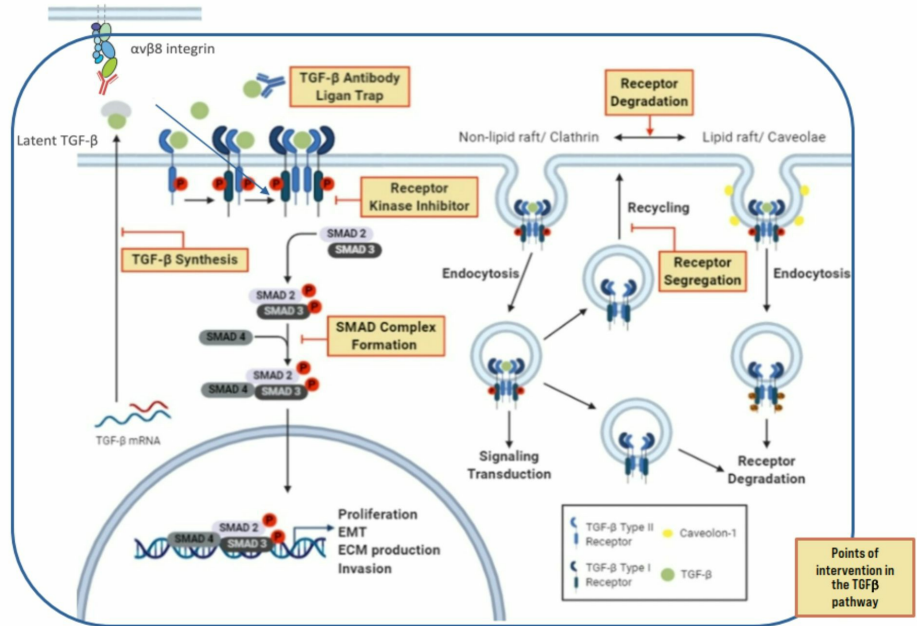 αvβ8 integrin
TGF-β Antibody
Ligan Trap
Latent TGF-β
Receptor
Degradation
Non-lipid raft/ Clathrin
Lipid raft/ Caveolae
P
P
P
P
P
Receptor
Kinase Inhibitor
Recycling
SMAD 2
SMAD 3
TGF-β Synthesis
Endocytosis
Receptor
Segregation
Endocytosis
SMAD 2
SMAD 3
P
P
SMAD 4
SMAD Complex
Formation
SMAD 2
SMAD 4
SMAD 3
P
P
TGF-β mRNA
Signaling
Transduction
Receptor
Degradation
SMAD 2
SMAD 4
SMAD 3
P
P
Proliferation
EMT
ECM production
Invasion
TGF-β Type II
Receptor
Caveolon-1
TGF-β Type I
Receptor
TGF-β
Points of
intervention in
the TGFβ
pathway